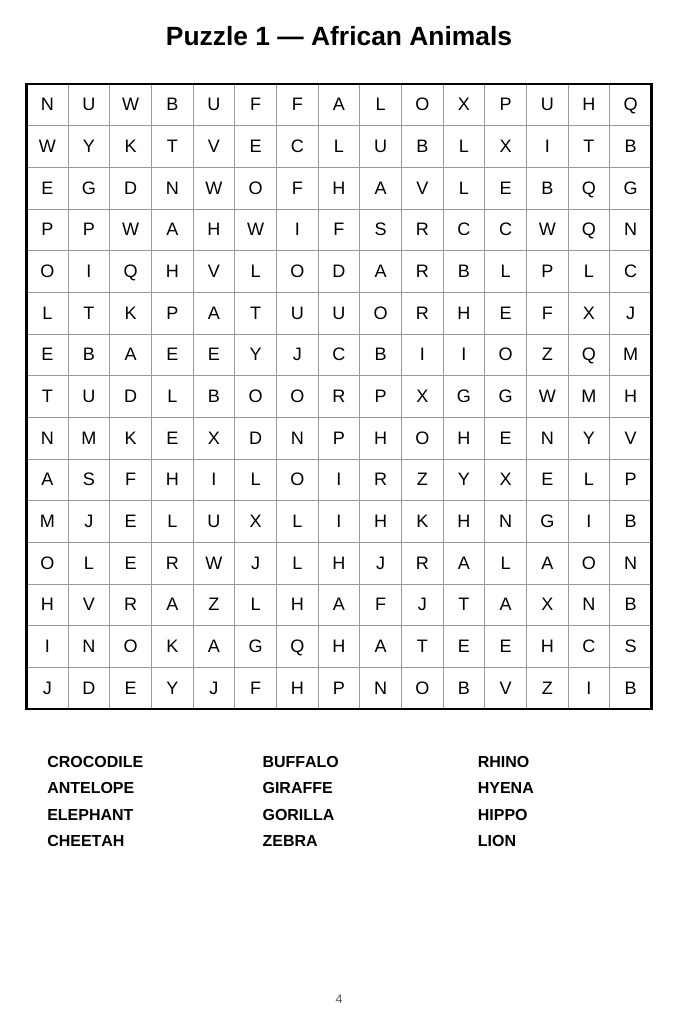 Puzzle 1 — African Animals
N U W B U F F A L O X P U H Q
W Y K T V E C L U B L X I T B
E G D N W O F H A V L E B Q G
P P W A H W I F S R C C W Q N
O I Q H V L O D A R B L P L C
L T K P A T U U O R H E F X J
E B A E E Y J C B I I O Z Q M
T U D L B O O R P X G G W M H
N M K E X D N P H O H E N Y V
A S F H I L O I R Z Y X E L P
M J E L U X L I H K H N G I B
O L E R W J L H J R A L A O N
H V R A Z L H A F J T A X N B
I N O K A G Q H A T E E H C S
J D E Y J F H P N O B V Z I B
CROCODILE BUFFALO RHINO
ANTELOPE GIRAFFE HYENA
ELEPHANT GORILLA HIPPO
CHEETAH ZEBRA LION
4